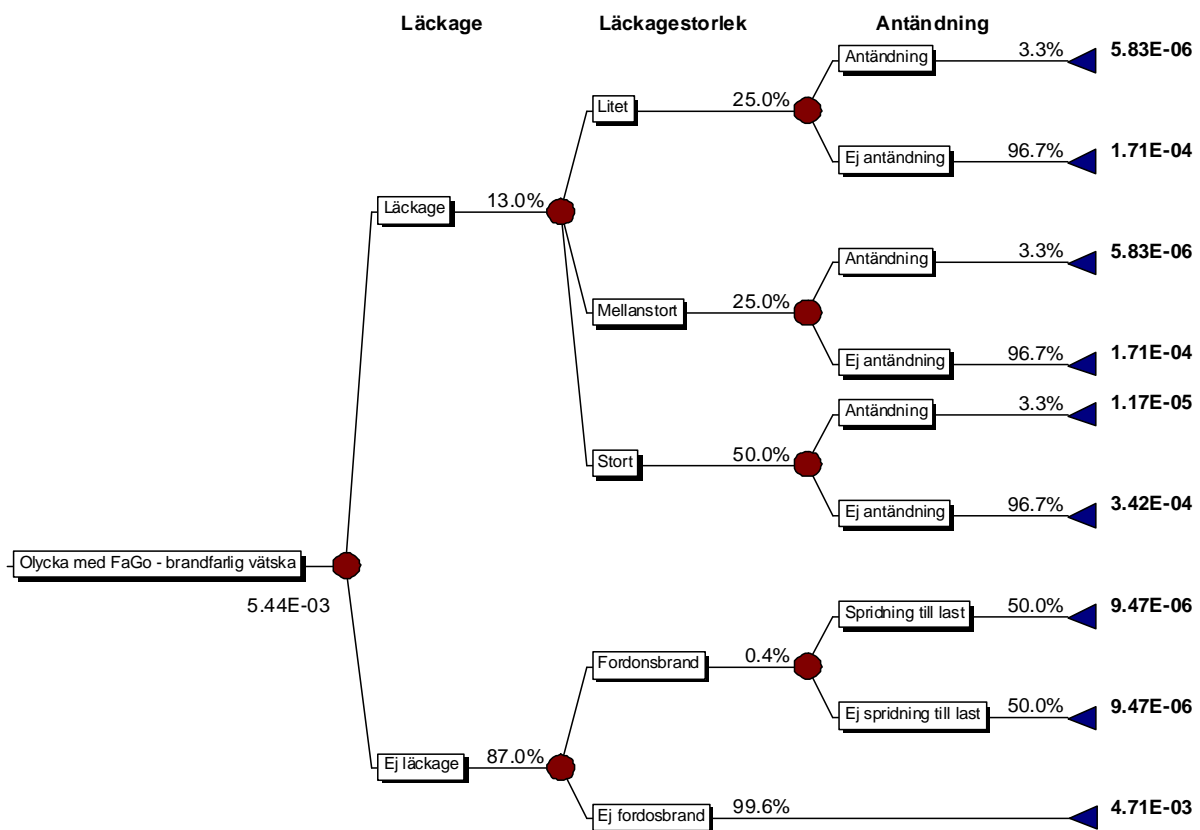 Läckage Läckagestorlek Antändning
Antändning 3.3% 5.83E-06
Litet 25.0%
Ej antändning 96.7% 1.71E-04
Läckage 13.0%
Antändning 3.3% 5.83E-06
Mellanstort 25.0%
Ej antändning 96.7% 1.71E-04
Antändning 3.3% 1.17E-05
Stort 50.0%
Ej antändning 96.7% 3.42E-04
Olycka med FaGo - brandfarlig vätska
5.44E-03
Spridning till last 50.0% 9.47E-06
Fordonsbrand 0.4%
Ej spridning till last 50.0% 9.47E-06
Ej läckage 87.0%
Ej fordosbrand 99.6% 4.71E-03